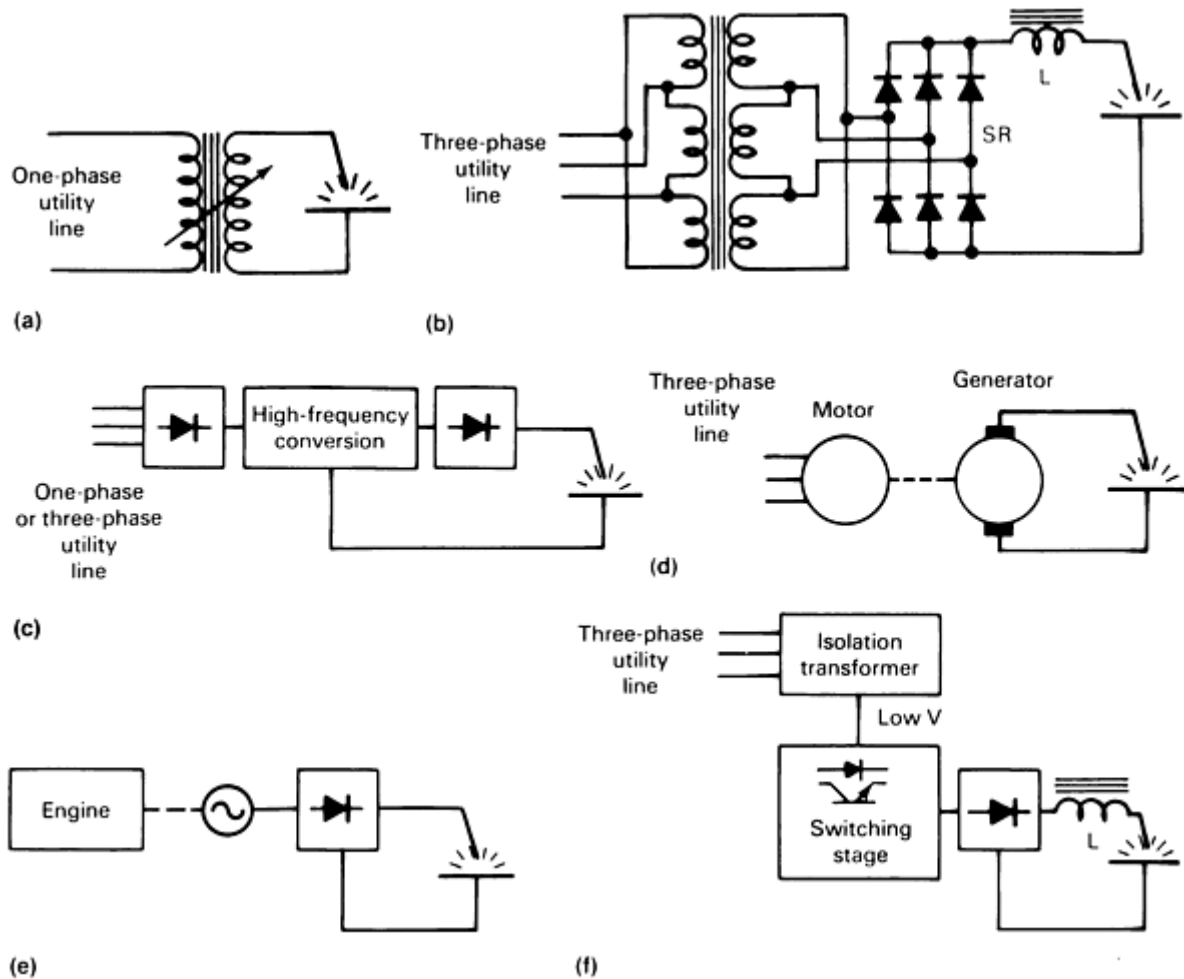 One-phase
utility
line
(a)
Three-phase
utility
line
L
SR
(b)
High-frequency
conversion
One-phase
or three-phase
utility
line
(c)
Three-phase
utility
line
Motor
Generator
(d)
Engine
(e)
Three-phase
utility
line
Isolation
transformer
Low V
Switching
stage
L
(f)